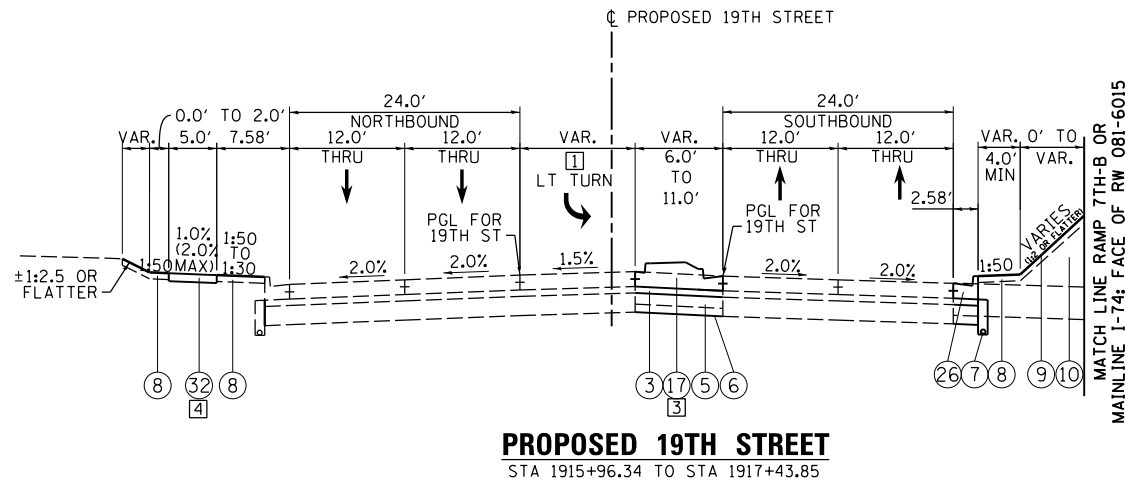 ℄ PROPOSED 19TH STREET
0.0' TO 2.0'
VAR. 5.0' 7.58'
24.0'
NORTHBOUND
12.0' 12.0'
THRU THRU
VAR.
1
LT TURN
VAR.
6.0'
TO
11.0'
24.0'
SOUTHBOUND
12.0' 12.0'
THRU THRU
2.58'
VAR.
4.0'
MIN
0' TO
VAR.
PGL FOR
19TH ST
PGL FOR
19TH ST
±1:2.5 OR
FLATTER
1:50
1.0%
(2.0%
MAX)
1:50
TO
1:30
2.0%
2.0%
1.5%
2.0%
2.0%
1:50
VARIES
(1:2 OR FLATTER)
8 32 8 3 17 5 6 26 7 8 9 10
4 3
MATCH LINE RAMP 7TH-B OR
MAINLINE I-74: FACE OF RW 081-6015
PROPOSED 19TH STREET
STA 1915+96.34 TO STA 1917+43.85